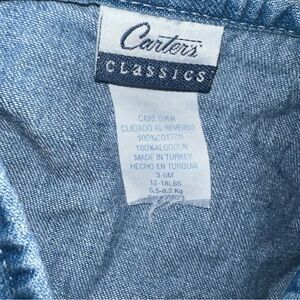 Carter's
CLASSICS
CARE OVER
CUIDADO AL REVERSO
100%COTTON
100%ALGODON
MADE IN TURKEY
HECHO EN TURQUIA
3-6M
12-18LBS
5.5-8.2 KG